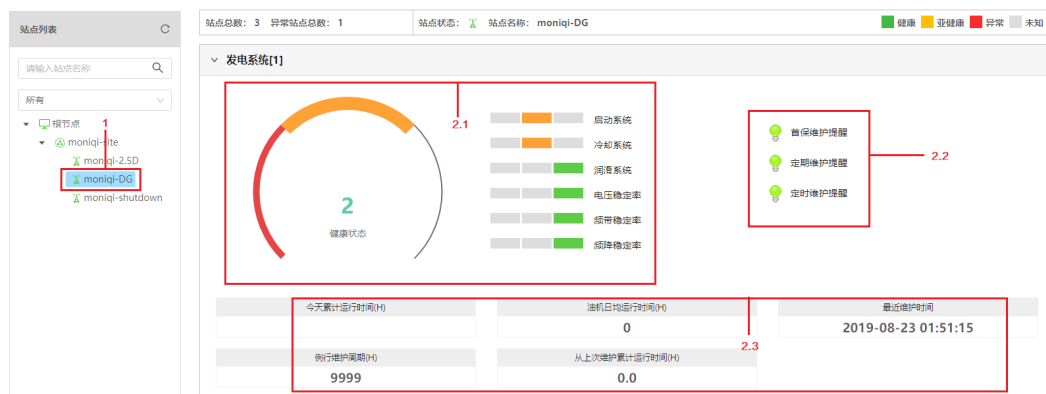 站点列表
请输入站点名称
所有
根节点
1
moniqi-site
moniqi-2.5D
moniqi-DG
moniqi-shutdown
站点总数: 3 异常站点总数: 1
站点状态: 站点名称: moniqi-DG
健康 亚健康 异常 未知
发电系统[1]
2.1
2
健康状态
启动系统
冷却系统
润滑系统
电压稳定率
频带稳定率
频降稳定率
首保维护提醒
定期维护提醒
定时维护提醒
2.2
今天累计运行时间(H)
油机日均运行时间(H)
最近维护时间
0
2019-08-23 01:51:15
2.3
例行维护周期(H)
从上次维护累计运行时间(H)
9999
0.0